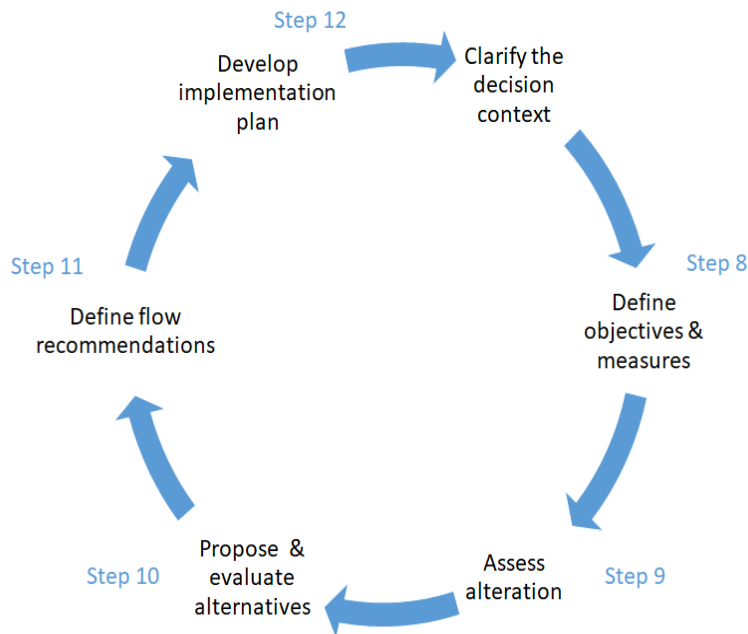 Step 12
Develop
implementation
plan
Clarify the
decision
context
Step 8
Define
objectives &
measures
Step 9
Assess
alteration
Step 10
Propose &
evaluate
alternatives
Step 11
Define flow
recommendations